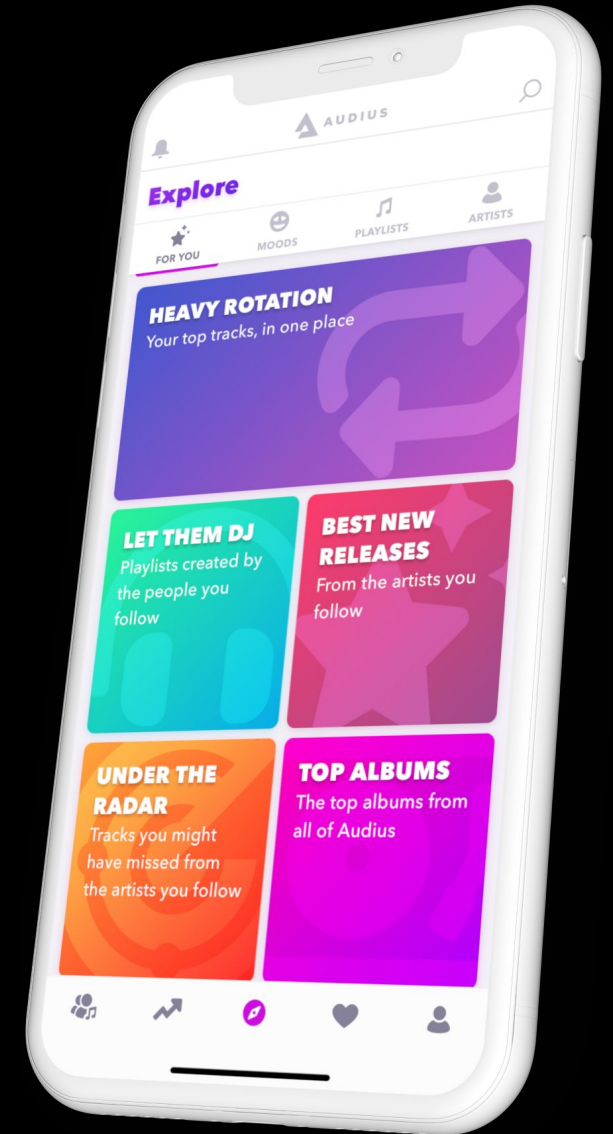 AUDIUS
Explore
FOR YOU
MOODS
PLAYLISTS
ARTISTS
HEAVY ROTATION
Your top tracks, in one place
LET THEM DJ
Playlists created by
the people you
follow
BEST NEW
RELEASES
From the artists you
follow
UNDER THE
RADAR
Tracks you might
have missed from
the artists you follow
TOP ALBUMS
The top albums from
all of Audius